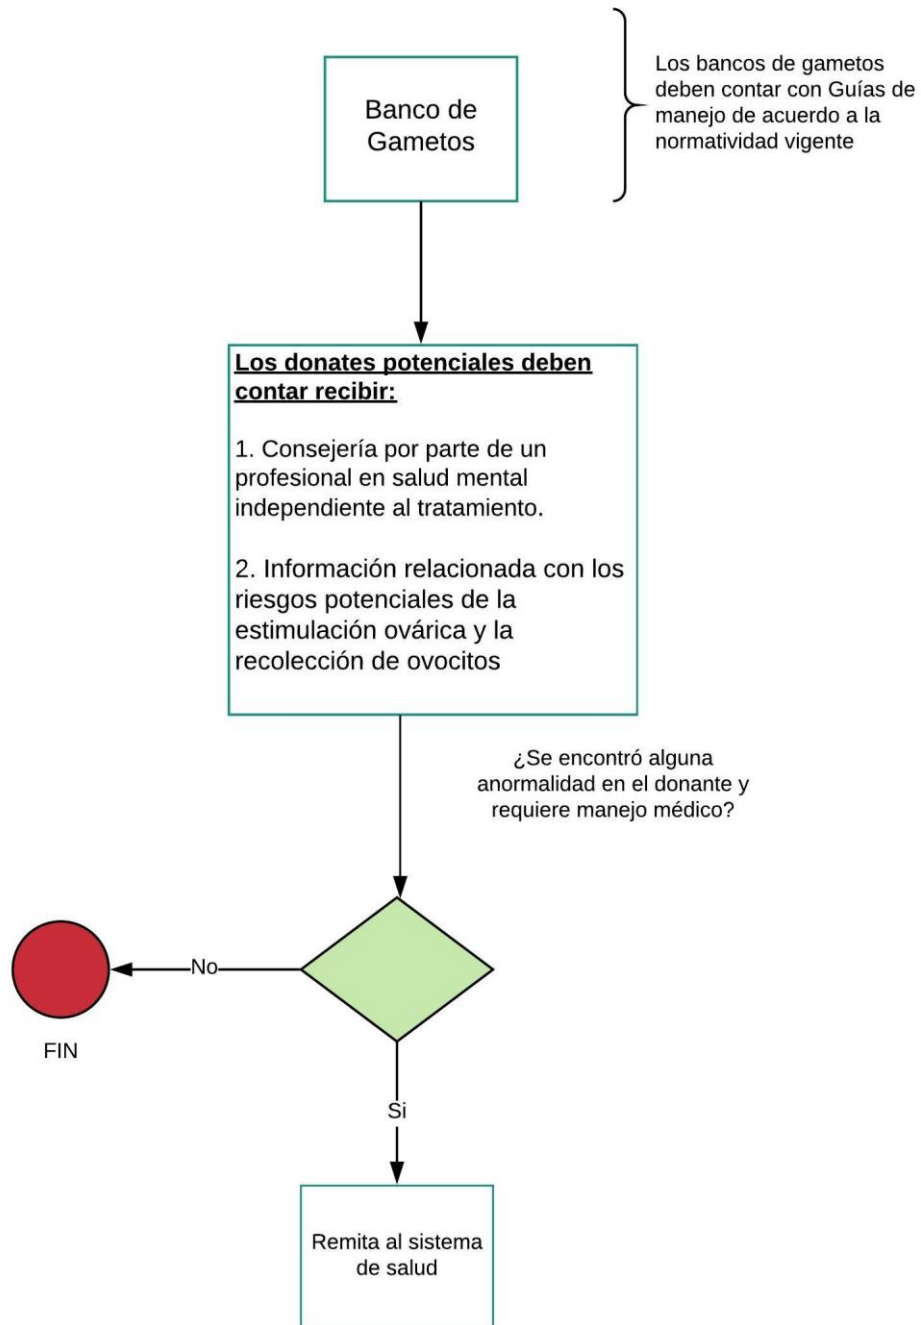 Banco de
Gametos
Los bancos de gametos
deben contar con Guías de
manejo de acuerdo a la
normatividad vigente
Los donates potenciales deben
contar recibir:
1. Consejería por parte de un
profesional en salud mental
independiente al tratamiento.
2. Información relacionada con los
riesgos potenciales de la
estimulación ovárica y la
recolección de ovocitos
¿Se encontró alguna
anormalidad en el donante y
requiere manejo médico?
No
FIN
Si
Remita al sistema
de salud